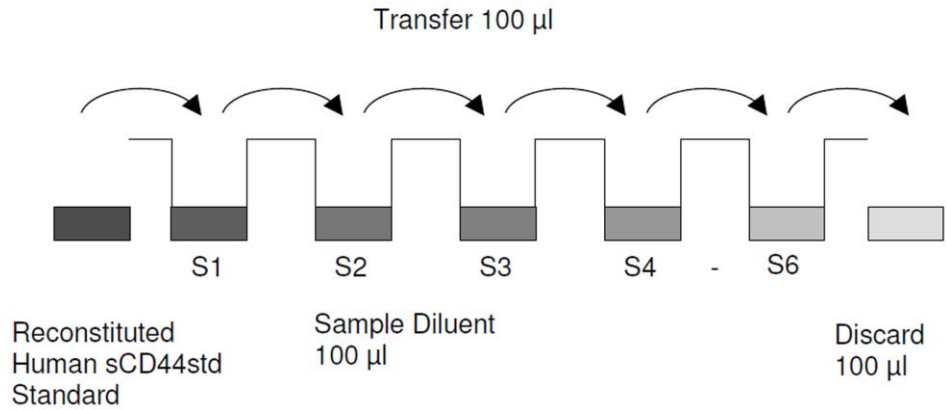 Transfer 100 µl
S1 S2 S3 S4 - S6
Reconstituted
Human sCD44std
Standard
Sample Diluent
100 µl
Discard
100 µl